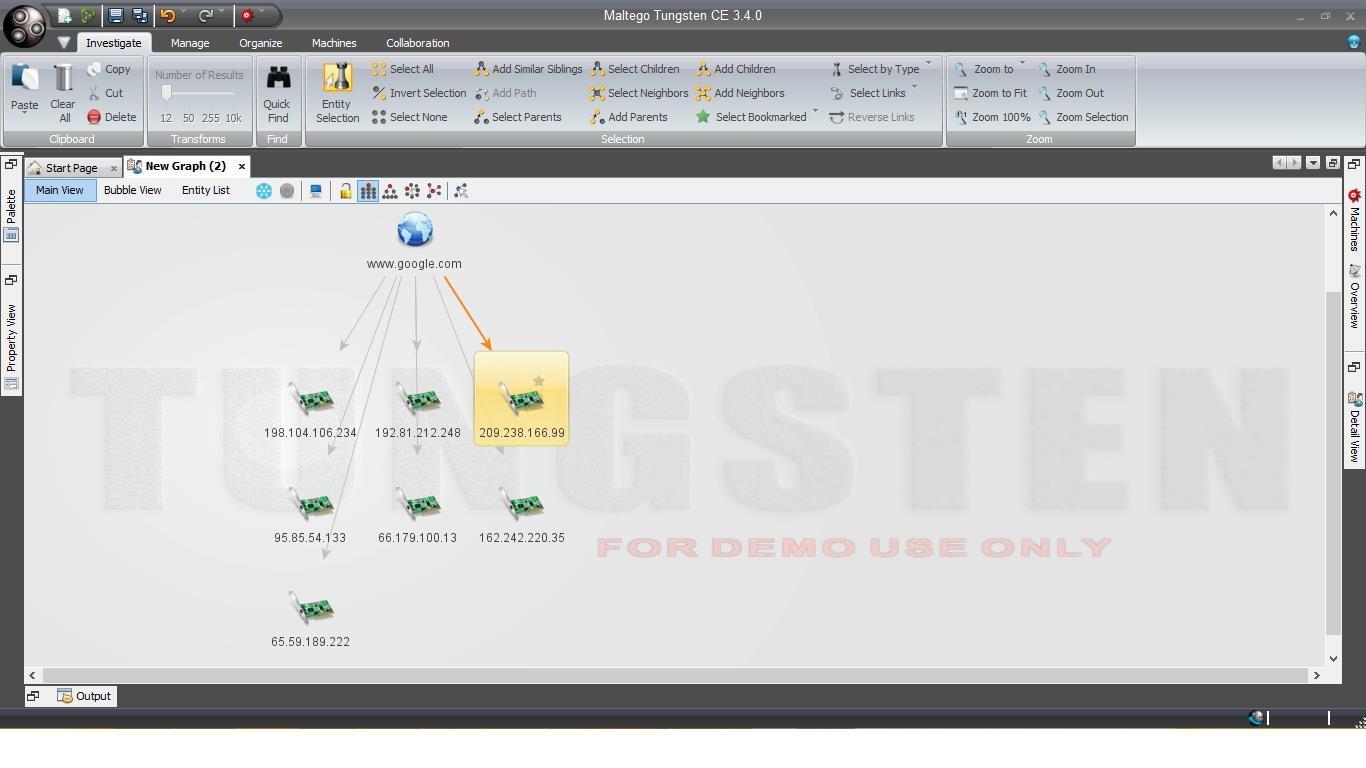 Maltego Tungsten CE 3.4.0
Investigate Manage Organize Machines Collaboration
Copy Number of Results Select All Add Similar Siblings Select Children Add Children Select by Type Zoom to Zoom In
Paste Clear All Cut Quick Find Entity Selection Invert Selection Add Path Select Neighbors Add Neighbors Select Links Zoom to Fit Zoom Out
Delete 12 50 255 10k Select None Select Parents Add Parents Select Bookmarked Reverse Links Zoom 100% Zoom Selection
Clipboard Transforms Find Selection Zoom
Start Page New Graph (2)
Main View Bubble View Entity List
Palette
Property View
Machines
Overview
Detail View
www.google.com
TUNGSTEN
198.104.106.234 192.81.212.248 209.238.166.99
95.85.54.133 66.179.100.13 162.242.220.35
FOR DEMO USE ONLY
65.59.189.222
Output